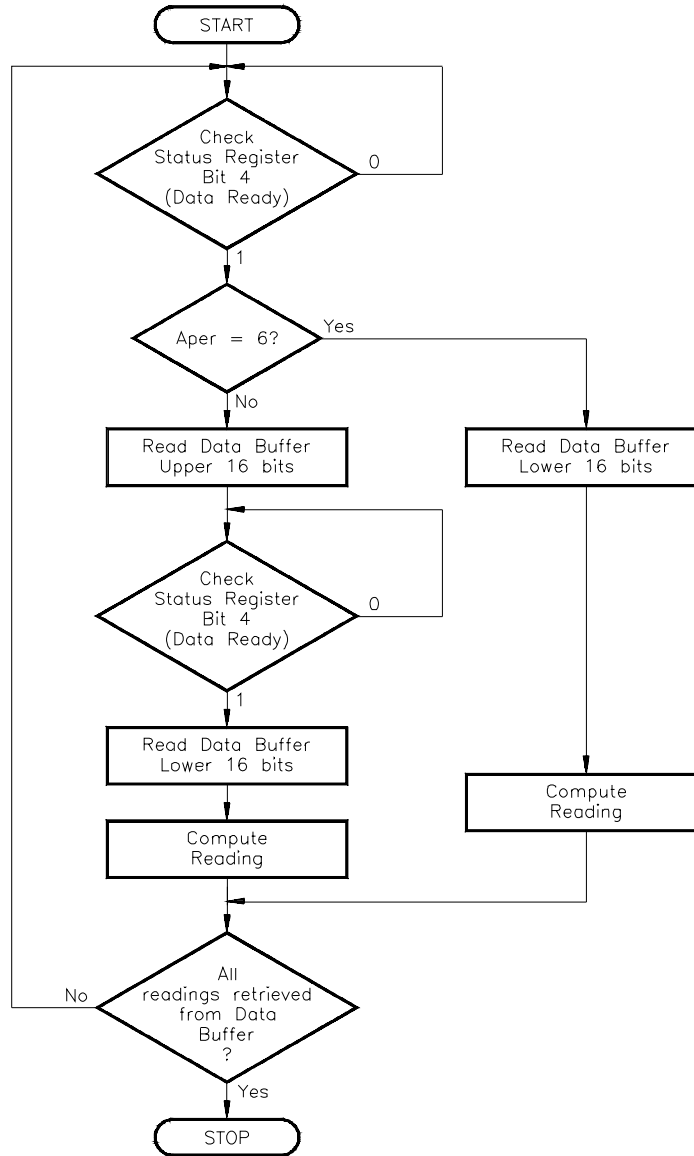 START
Check
Status Register
Bit 4
(Data Ready)
0
1
Aper = 6?
Yes
No
Read Data Buffer
Upper 16 bits
Read Data Buffer
Lower 16 bits
Check
Status Register
Bit 4
(Data Ready)
0
1
Read Data Buffer
Lower 16 bits
Compute
Reading
Compute
Reading
All
readings retrieved
from Data
Buffer
?
No
Yes
STOP